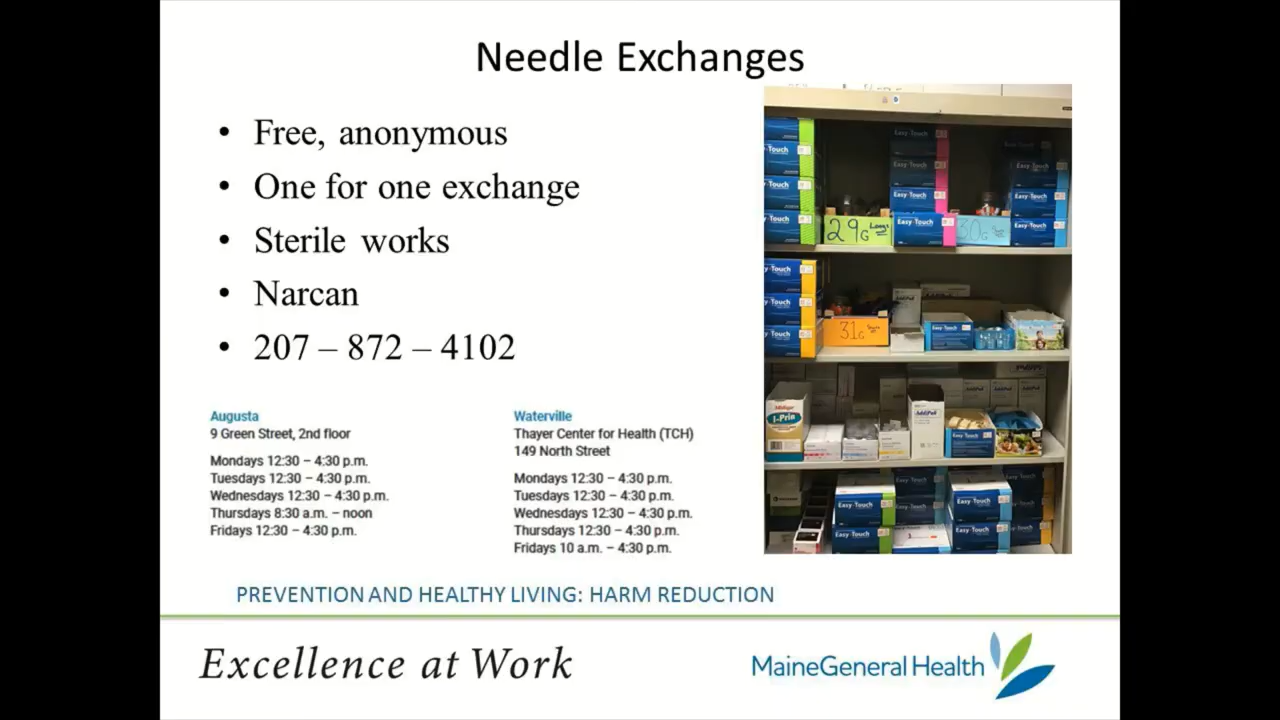 Needle Exchanges
• Free, anonymous
• One for one exchange
• Sterile works
• Narcan
• 207 – 872 – 4102
Augusta
9 Green Street, 2nd floor
Mondays 12:30 – 4:30 p.m.
Tuesdays 12:30 – 4:30 p.m.
Wednesdays 12:30 – 4:30 p.m.
Thursdays 8:30 a.m. – noon
Fridays 12:30 – 4:30 p.m.
Waterville
Thayer Center for Health (TCH)
149 North Street
Mondays 12:30 – 4:30 p.m.
Tuesdays 12:30 – 4:30 p.m.
Wednesdays 12:30 – 4:30 p.m.
Thursdays 12:30 – 4:30 p.m.
Fridays 10 a.m. – 4:30 p.m.
Easy Touch
29G Long
30G
31G
I-Prin
PREVENTION AND HEALTHY LIVING: HARM REDUCTION
Excellence at Work
MaineGeneral Health